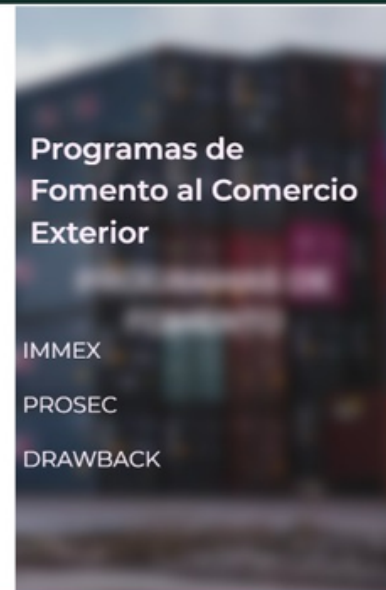 Programas de
Fomento al Comercio
Exterior
IMMEX
PROSEC
DRAWBACK